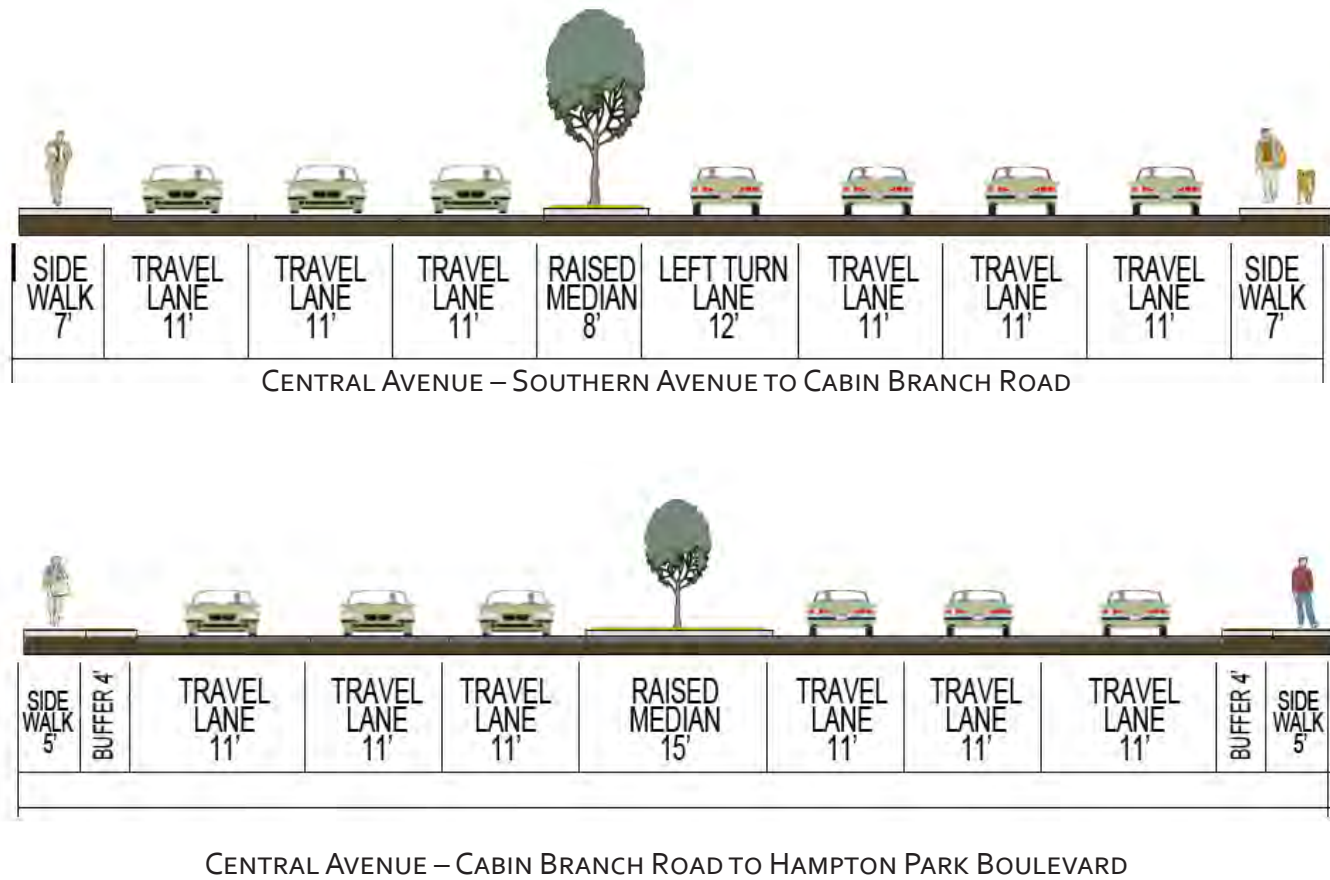 SIDE
WALK
7'
TRAVEL
LANE
11'
TRAVEL
LANE
11'
TRAVEL
LANE
11'
RAISED
MEDIAN
8'
LEFT TURN
LANE
12'
TRAVEL
LANE
11'
TRAVEL
LANE
11'
TRAVEL
LANE
11'
SIDE
WALK
7'
CENTRAL AVENUE – SOUTHERN AVENUE TO CABIN BRANCH ROAD
SIDE
WALK
5'
BUFFER 4'
TRAVEL
LANE
11'
TRAVEL
LANE
11'
TRAVEL
LANE
11'
RAISED
MEDIAN
15'
TRAVEL
LANE
11'
TRAVEL
LANE
11'
TRAVEL
LANE
11'
BUFFER 4'
SIDE
WALK
5'
CENTRAL AVENUE – CABIN BRANCH ROAD TO HAMPTON PARK BOULEVARD